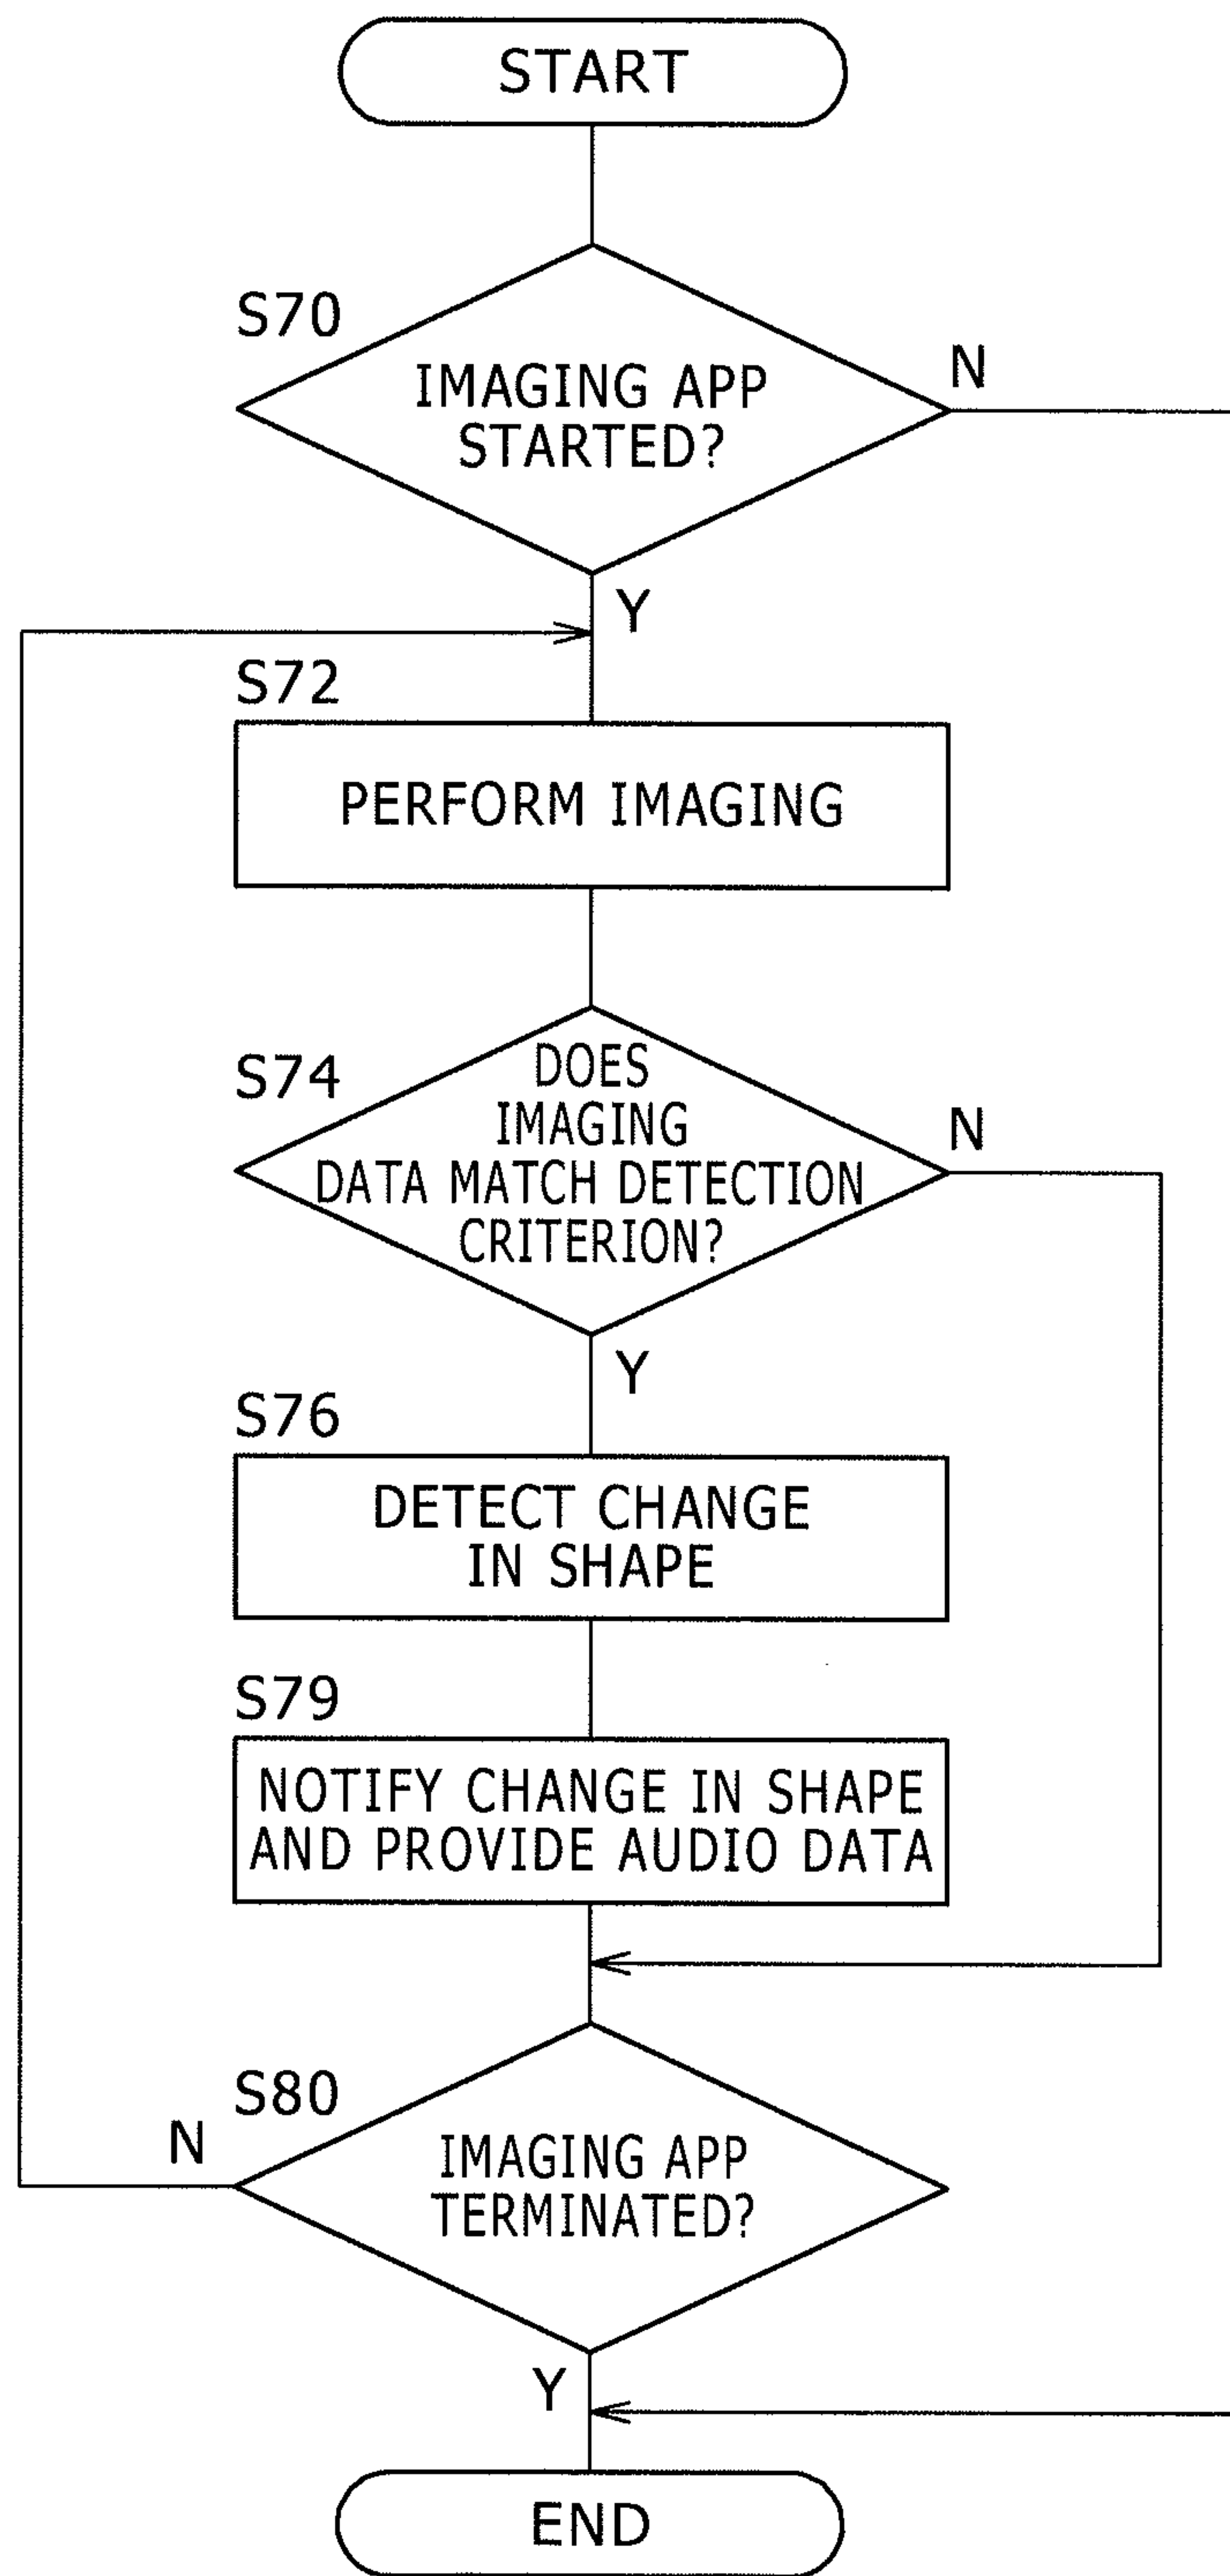 START
S70
IMAGING APP
STARTED?
N
Y
S72
PERFORM IMAGING
S74
DOES
IMAGING
DATA MATCH DETECTION
CRITERION?
N
Y
S76
DETECT CHANGE
IN SHAPE
S79
NOTIFY CHANGE IN SHAPE
AND PROVIDE AUDIO DATA
S80
N
IMAGING APP
TERMINATED?
Y
END